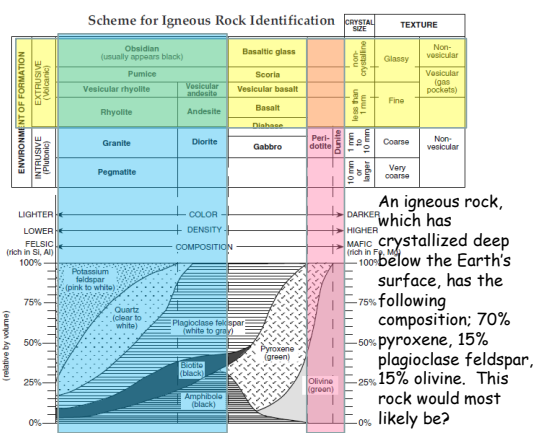 Scheme for Igneous Rock Identification
CRYSTAL SIZE
TEXTURE
ENVIRONMENT OF FORMATION
EXTRUSIVE (Volcanic)
Obsidian
(usually appears black)
Basaltic glass
non-crystalline
Glassy
Non-vesicular
Pumice
Scoria
Vesicular (gas pockets)
Vesicular rhyolite
Vesicular andesite
Vesicular basalt
less than 1 mm
Fine
Rhyolite
Andesite
Basalt
Diabase
INTRUSIVE (Plutonic)
Granite
Diorite
Gabbro
Peri-dotite
Dunite
1 mm to 10 mm
Coarse
Non-vesicular
Pegmatite
10 mm or larger
Very coarse
LIGHTER
COLOR
DARKER
LOWER
DENSITY
HIGHER
FELSIC
(rich in Si, Al)
COMPOSITION
MAFIC
(rich in Fe, Mg)
100%
75%
50%
25%
0%
(relative by volume)
Potassium
feldspar
(pink to white)
Quartz
(clear to
white)
Plagioclase feldspar
(white to gray)
Biotite
(black)
Amphibole
(black)
Pyroxene
(green)
Olivine
(green)
100%
75%
50%
25%
0%
An igneous rock,
which has
crystallized deep
below the Earth's
surface, has the
following
composition; 70%
pyroxene, 15%
plagioclase feldspar,
15% olivine. This
rock would most
likely be?